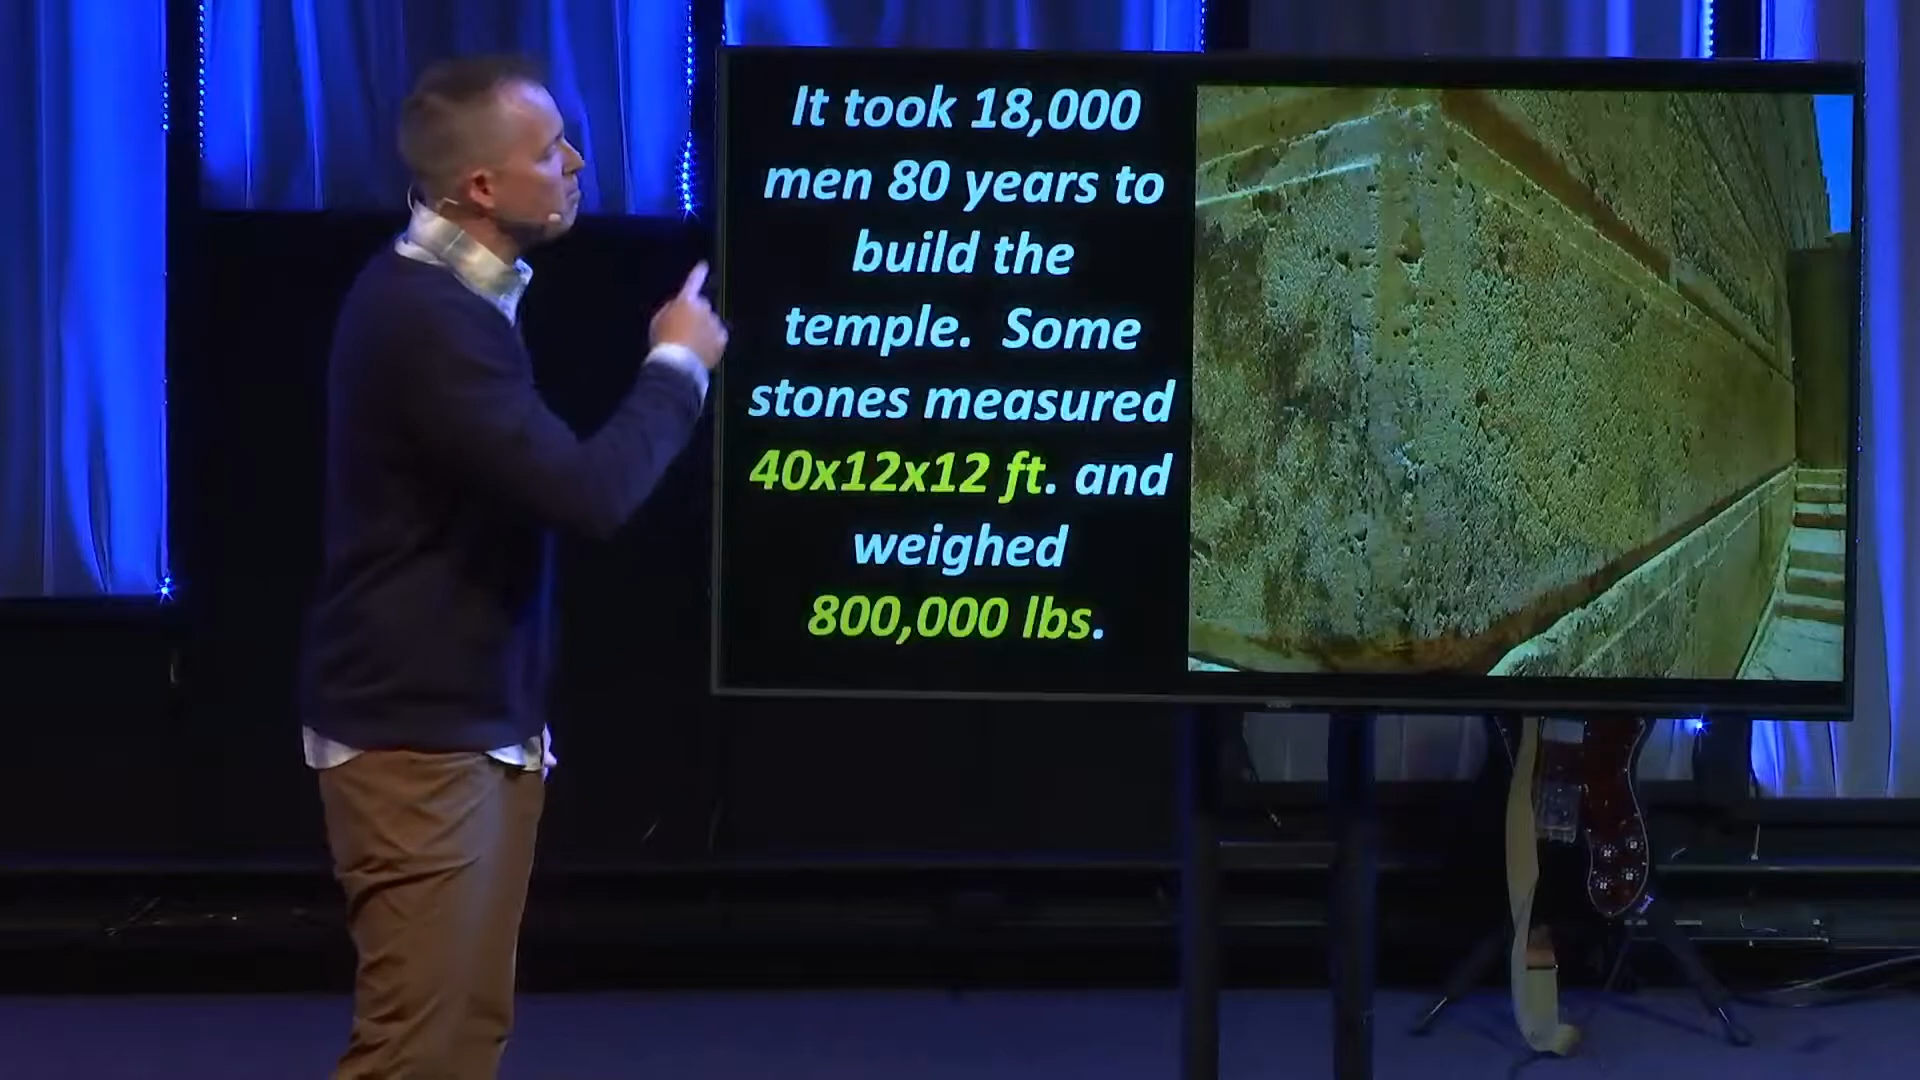 It took 18,000
men 80 years to
build the
temple. Some
stones measured
40x12x12 ft. and
weighed
800,000 lbs.